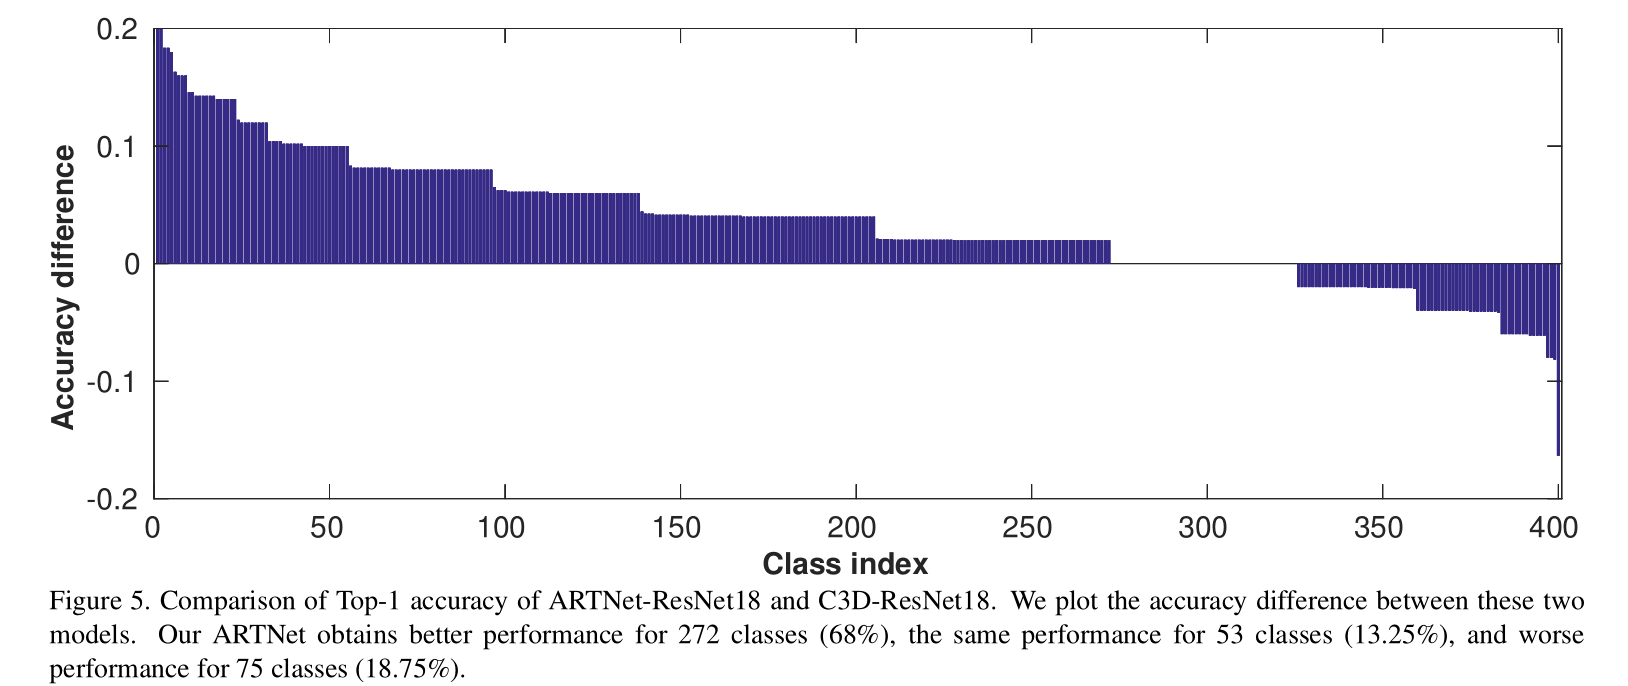 0.2
0.1
0
-0.1
-0.2
Accuracy difference
0 50 100 150 200 250 300 350 400
Class index
Figure 5. Comparison of Top-1 accuracy of ARTNet-ResNet18 and C3D-ResNet18. We plot the accuracy difference between these two
models. Our ARTNet obtains better performance for 272 classes (68%), the same performance for 53 classes (13.25%), and worse
performance for 75 classes (18.75%).